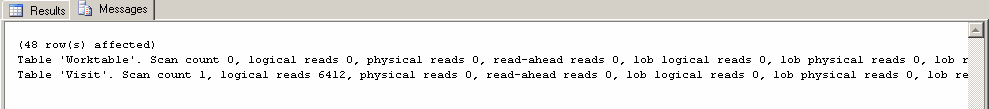 Results Messages
(48 row(s) affected)
Table 'Worktable'. Scan count 0, logical reads 0, physical reads 0, read-ahead reads 0, lob logical reads 0, lob physical reads 0, lob r
Table 'Visit'. Scan count 1, logical reads 6412, physical reads 0, read-ahead reads 0, lob logical reads 0, lob physical reads 0, lob re